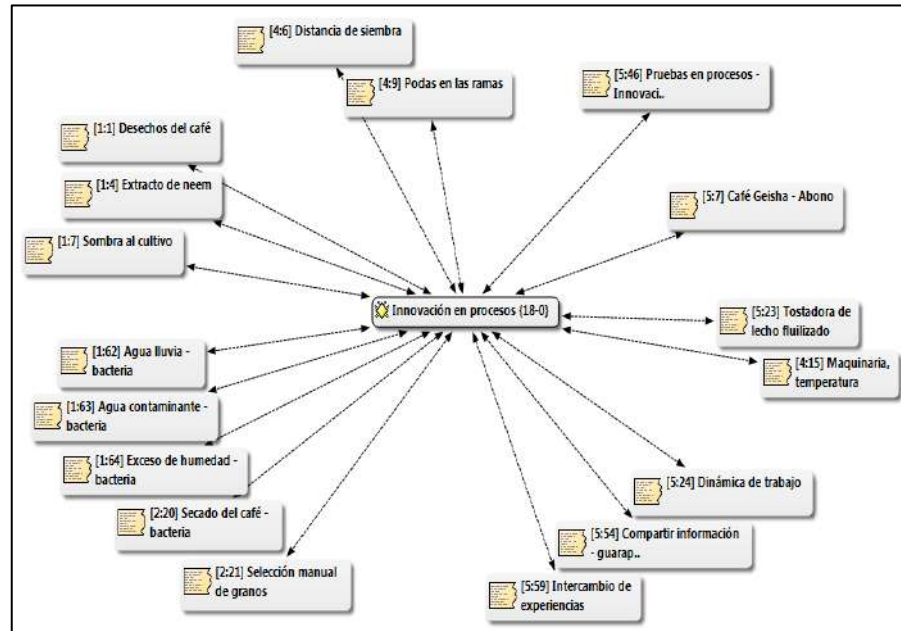 [4:6] Distancia de siembra
[4:9] Podas en las ramas
[5:46] Pruebas en procesos -
Innovaci..
[1:1] Desechos del café
[1:4] Extracto de neem
[5:7] Café Geisha - Abono
[1:7] Sombra al cultivo
Innovación en procesos {18-0}
[5:23] Tostadora de
lecho fluilizado
[1:62] Agua lluvia -
bacteria
[4:15] Maquinaria,
temperatura
[1:63] Agua contaminante -
bacteria
[1:64] Exceso de humedad -
bacteria
[5:24] Dinámica de trabajo
[2:20] Secado del café -
bacteria
[5:54] Compartir información
- guarap..
[2:21] Selección manual
de granos
[5:59] Intercambio de
experiencias